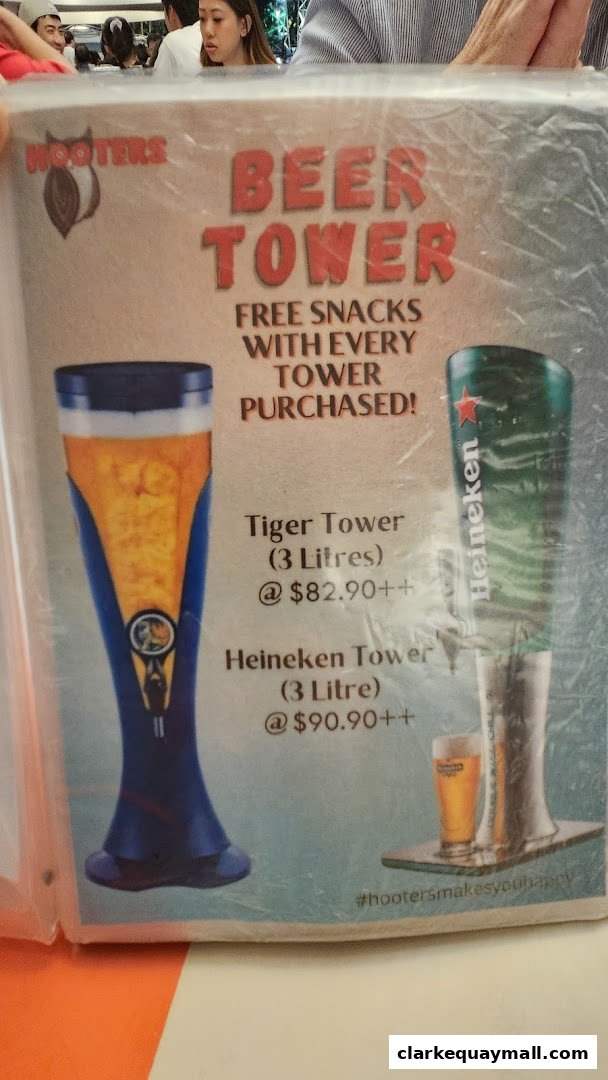 HOOTERS
BEER
TOWER
FREE SNACKS
WITH EVERY
TOWER
PURCHASED!
Heineken
Tiger Tower
(3 Litres)
@ $82.90++
Heineken Tower
(3 Litre)
@ $90.90++
#hootersmakesyouhappy
clarkequaymall.com